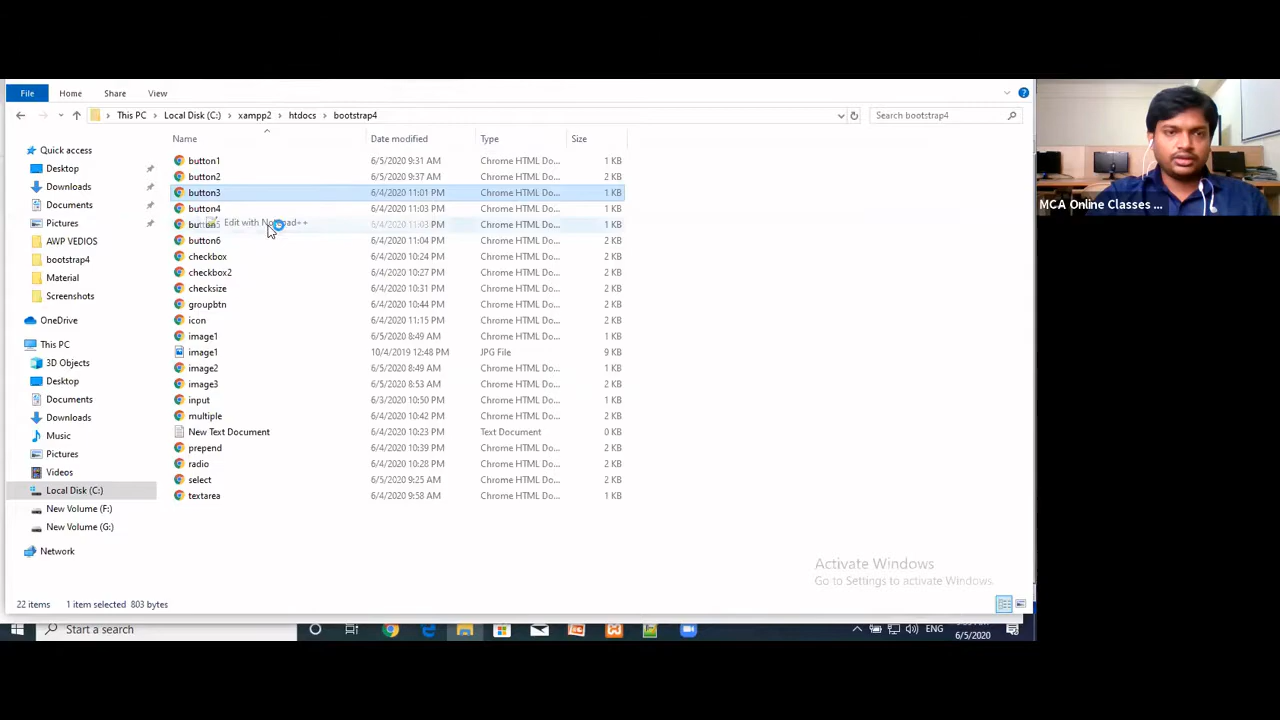 File Home Share View
This PC Local Disk (C:) xampp2 htdocs bootstrap4 Search bootstrap4
Name Date modified Type Size
Quick access
Desktop
Downloads
Documents
Pictures
AWP VEDIOS
bootstrap4
Material
Screenshots
OneDrive
This PC
3D Objects
Desktop
Documents
Downloads
Music
Pictures
Videos
Local Disk (C:)
New Volume (F:)
New Volume (G:)
Network
button1 6/5/2020 9:31 AM Chrome HTML Do... 1 KB
button2 6/5/2020 9:37 AM Chrome HTML Do... 1 KB
button3 6/4/2020 11:01 PM Chrome HTML Do... 1 KB
button4 6/4/2020 11:03 PM Chrome HTML Do... 1 KB
Edit with Notepad++
6/4/2020 11:03 PM Chrome HTML Do... 1 KB
button6 6/4/2020 11:04 PM Chrome HTML Do... 2 KB
checkbox 6/4/2020 10:24 PM Chrome HTML Do... 2 KB
checkbox2 6/4/2020 10:27 PM Chrome HTML Do... 2 KB
checksize 6/4/2020 10:31 PM Chrome HTML Do... 2 KB
groupbtn 6/4/2020 10:44 PM Chrome HTML Do... 2 KB
icon 6/4/2020 11:15 PM Chrome HTML Do... 2 KB
image1 6/5/2020 8:49 AM Chrome HTML Do... 1 KB
image1 10/4/2019 12:48 PM JPG File 9 KB
image2 6/5/2020 8:49 AM Chrome HTML Do... 2 KB
image3 6/5/2020 8:53 AM Chrome HTML Do... 2 KB
input 6/3/2020 10:50 PM Chrome HTML Do... 1 KB
multiple 6/4/2020 10:42 PM Chrome HTML Do... 2 KB
New Text Document 6/4/2020 10:23 PM Text Document 0 KB
prepend 6/4/2020 10:39 PM Chrome HTML Do... 2 KB
radio 6/4/2020 10:28 PM Chrome HTML Do... 2 KB
select 6/5/2020 9:25 AM Chrome HTML Do... 2 KB
textarea 6/4/2020 9:58 AM Chrome HTML Do... 1 KB
Activate Windows
Go to Settings to activate Windows.
22 items 1 item selected 803 bytes
Start a search
ENG
6/5/2020
MCA Online Classes ...